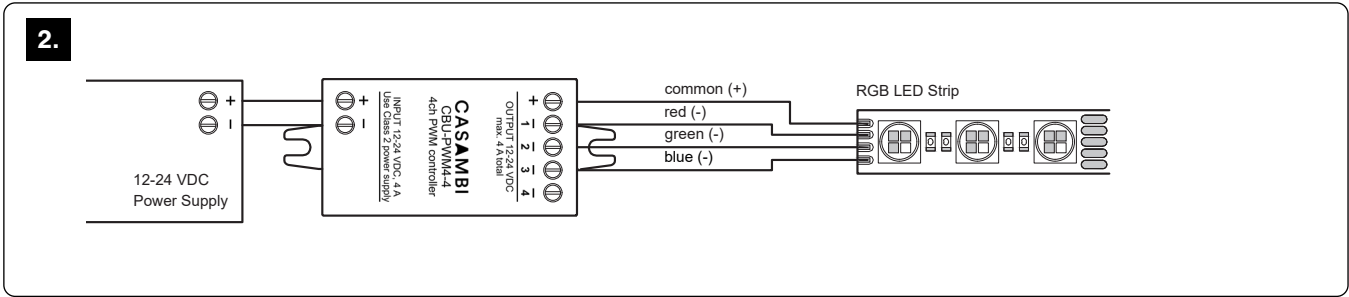 2.
+
−
12-24 VDC
Power Supply
+
−
INPUT 12-24 VDC, 4 A
Use Class 2 power supply
CASAMBI
CBU-PWM4-4
4ch PWM controller
OUTPUT 12-24 VDC
max. 4 A total
+
1 −
2 −
3 −
4 −
common (+)
red (-)
green (-)
blue (-)
RGB LED Strip